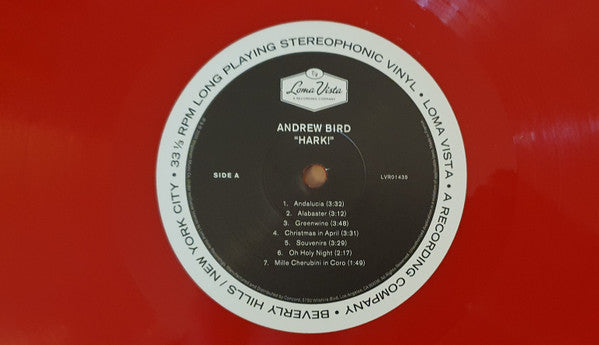 33 ⅓ RPM LONG PLAYING STEREOPHONIC VINYL • LOMA VISTA • A RECORDING COMPANY • BEVERLY HILLS / NEW YORK CITY •
LV
Loma Vista
A RECORDING COMPANY
ANDREW BIRD
"HARK!"
SIDE A
LVR01439
1. Andalucia (3:32)
2. Alabaster (3:12)
3. Greenwine (3:48)
4. Christmas in April (3:31)
5. Souvenirs (3:29)
6. Oh Holy Night (2:17)
7. Mille Cherubini in Coro (1:49)